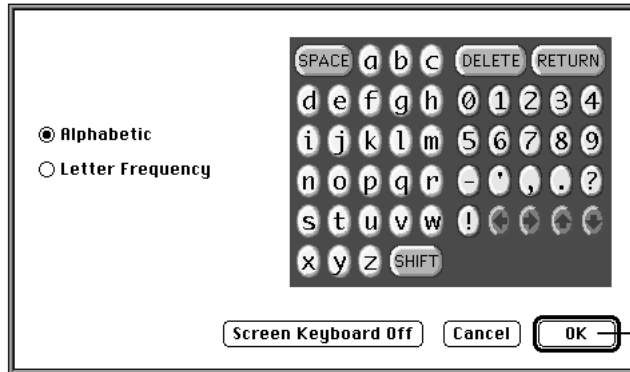 SPACE a b c DELETE RETURN
d e f g h 0 1 2 3 4
i j k l m 5 6 7 8 9
n o p q r - ' , . ?
s t u v w !
x y z SHIFT
Alphabetic
Letter Frequency
Screen Keyboard Off Cancel OK